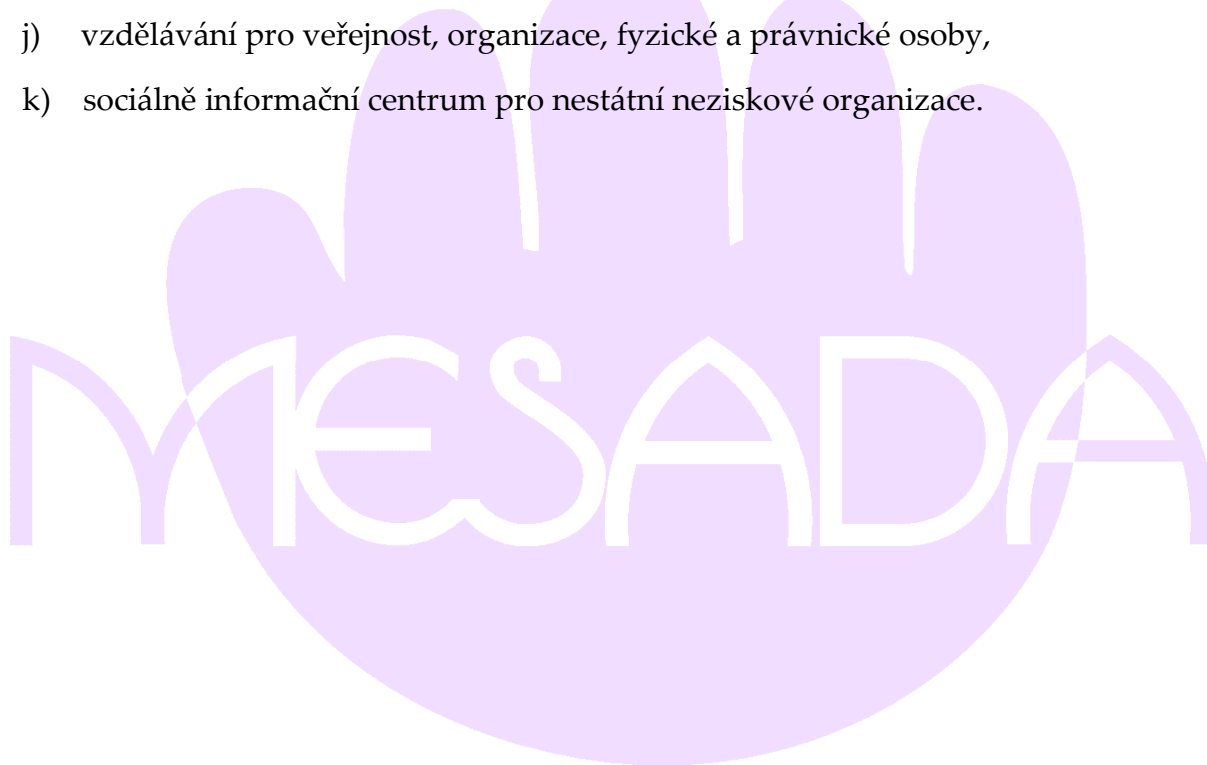 j) vzdělávání pro veřejnost, organizace, fyzické a právnické osoby,
k) sociálně informační centrum pro nestátní neziskové organizace.
MESADA